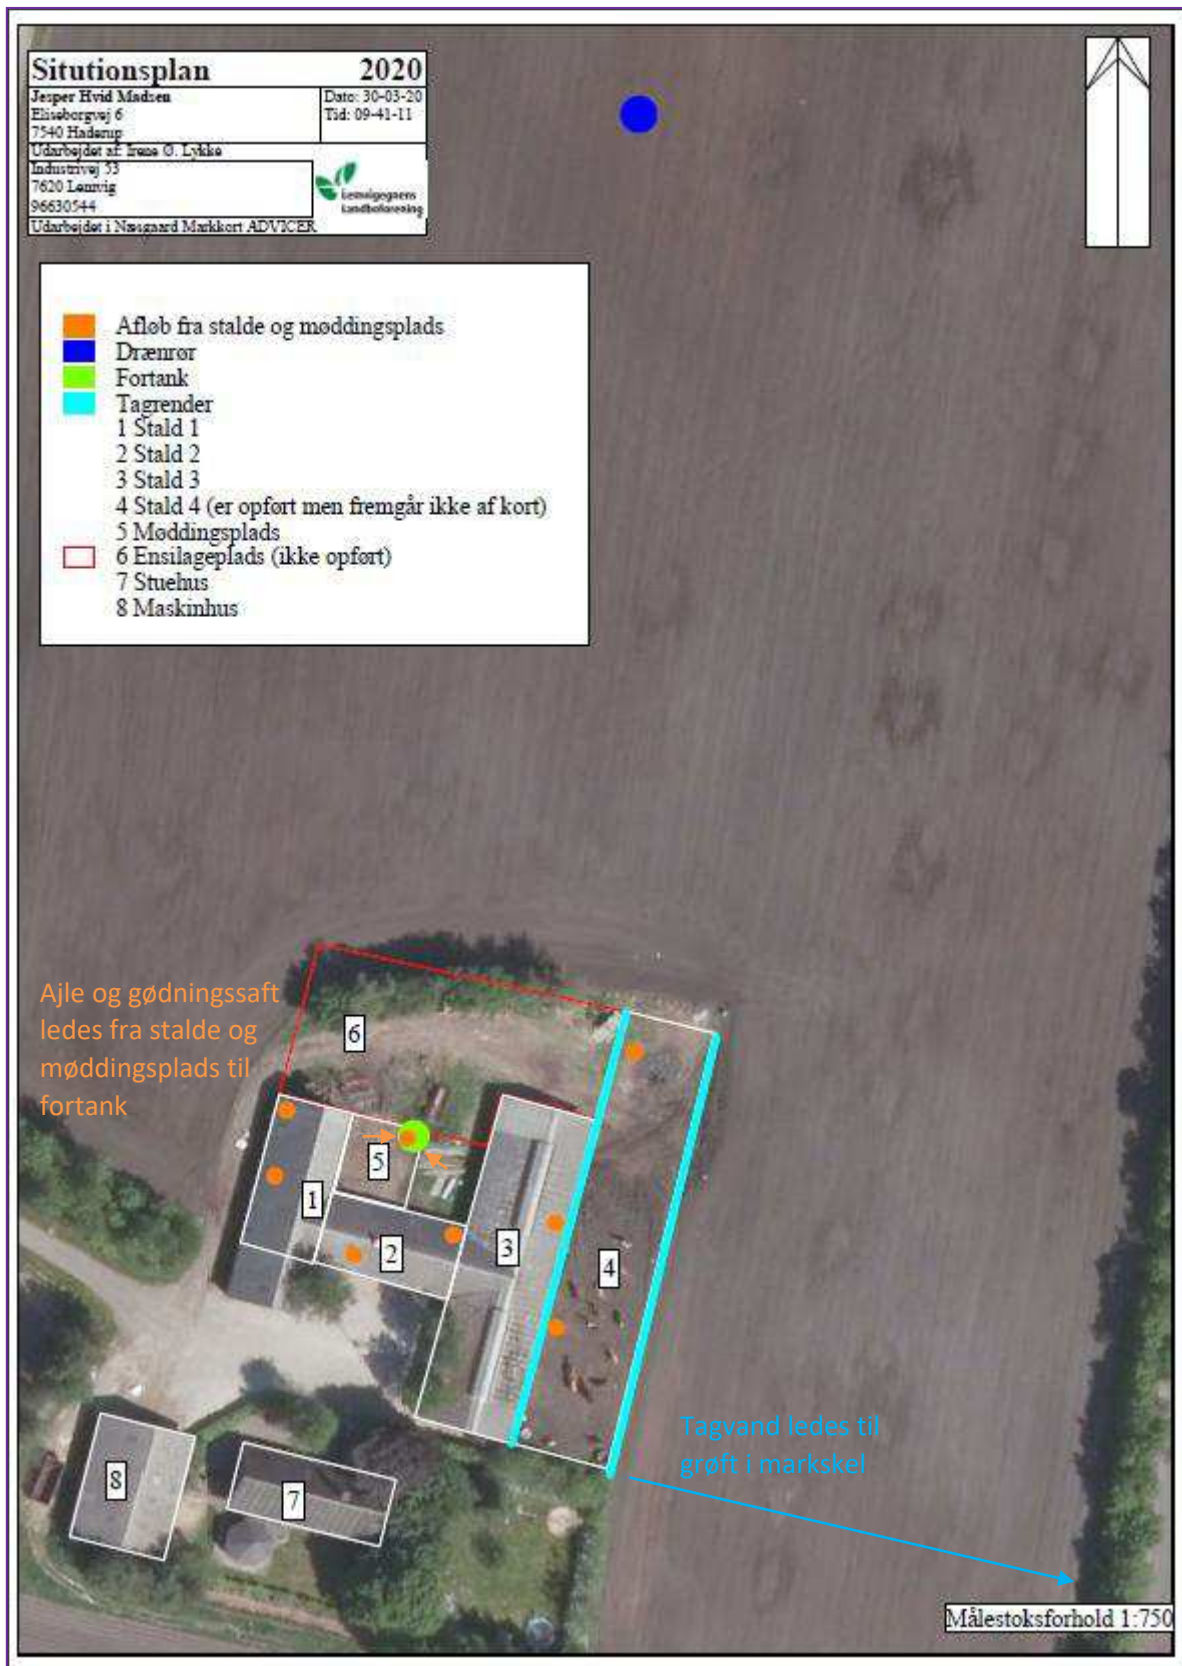 Situtionsplan 2020
Jesper Hvid Madsen
Dato: 30-03-20
Eliseborgvej 6
Tid: 09-41-11
7540 Haderup
Udarbejdet af: Irene G. Lykke
Industrivej 53
7620 Lemvig
96630544
Lemvigegnens
Landboforening
Udarbejdet i Næsgaard Markkort ADVICER
Afløb fra stalde og møddingsplads
Drænrør
Fortank
Tagrender
1 Stald 1
2 Stald 2
3 Stald 3
4 Stald 4 (er opført men fremgår ikke af kort)
5 Møddingsplads
6 Ensilageplads (ikke opført)
7 Stuehus
8 Maskinhus
Ajle og gødningssaft
ledes fra stalde og
møddingsplads til
fortank
6
5
1
2
3
4
Tagvand ledes til
grøft i markskel
8
7
Målestoksforhold 1:750